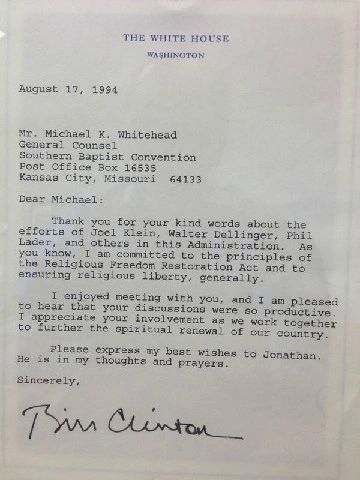 THE WHITE HOUSE
WASHINGTON
August 17, 1994
Mr. Michael K. Whitehead
General Counsel
Southern Baptist Convention
Post Office Box 16535
Kansas City, Missouri 64133
Dear Michael:
Thank you for your kind words about the
efforts of Joel Klein, Walter Dellinger, Phil
Lader, and others in this Administration. As
you know, I am committed to the principles of
the Religious Freedom Restoration Act and to
ensuring religious liberty, generally.
I enjoyed meeting with you, and I am pleased
to hear that your discussions were so productive.
I appreciate your involvement as we work together
to further the spiritual renewal of our country.
Please express my best wishes to Jonathan.
He is in my thoughts and prayers.
Sincerely,
Bill Clinton